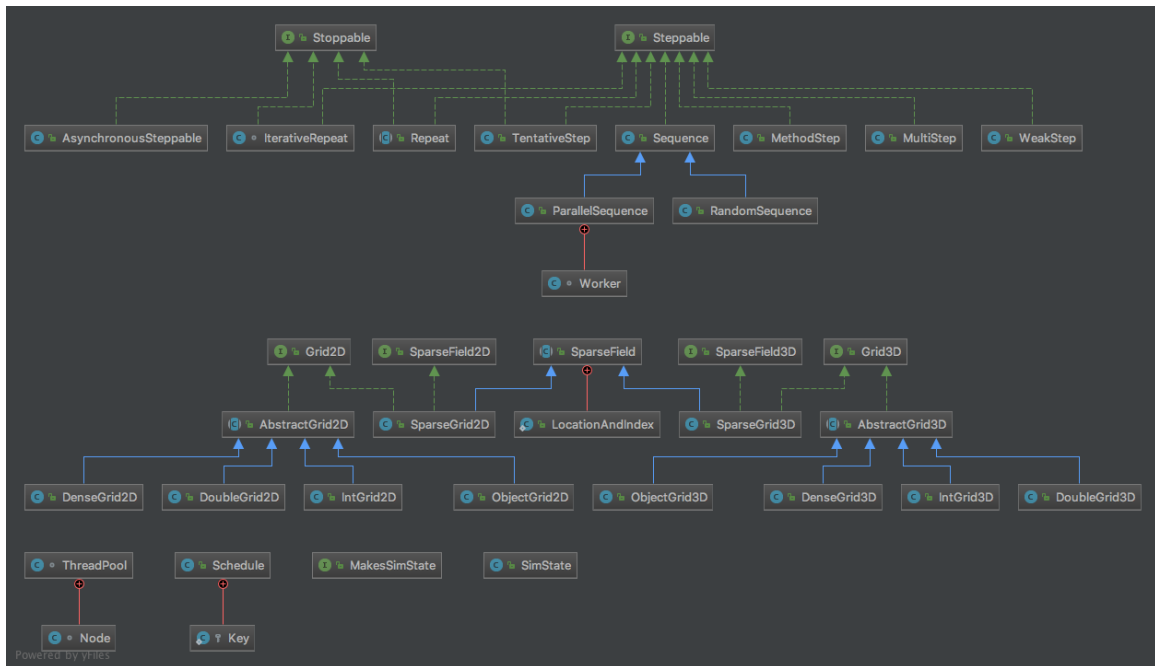 Stoppable Steppable
AsynchronousSteppable IterativeRepeat Repeat TentativeStep Sequence MethodStep MultiStep WeakStep
ParallelSequence RandomSequence
Worker
Grid2D SparseField2D SparseField SparseField3D Grid3D
AbstractGrid2D SparseGrid2D LocationAndIndex SparseGrid3D AbstractGrid3D
DenseGrid2D DoubleGrid2D IntGrid2D ObjectGrid2D ObjectGrid3D DenseGrid3D IntGrid3D DoubleGrid3D
ThreadPool Schedule MakesSimState SimState
Node Key
Powered by yFiles